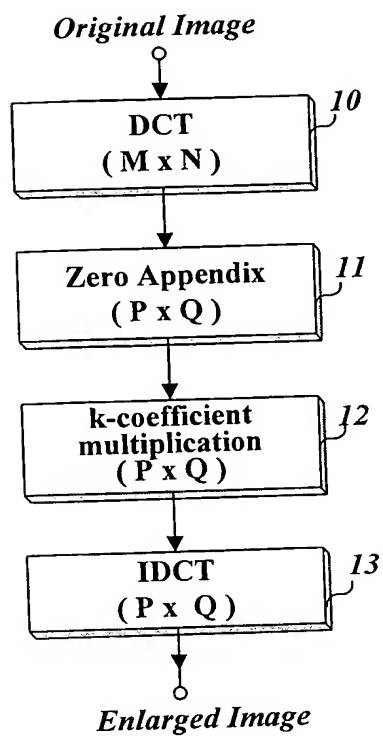 Original Image
DCT
( M x N )
10
Zero Appendix
( P x Q )
11
k-coefficient
multiplication
( P x Q )
12
IDCT
( P x Q )
13
Enlarged Image